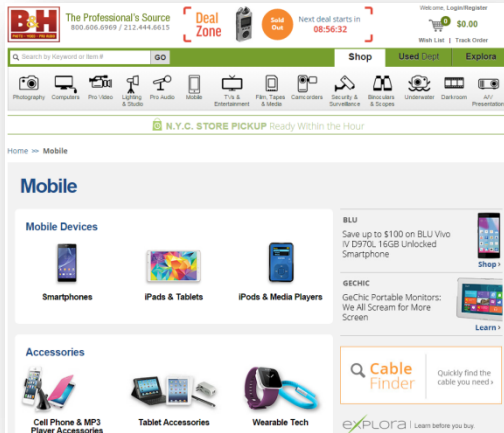 B&H
PHOTO - VIDEO - PRO AUDIO
The Professional's Source
800.606.6969 / 212.444.6615
Deal
Zone
Sold
Out
Next deal starts in
08:56:32
Welcome, Login/Register
0
$0.00
Wish List | Track Order
Search by Keyword or Item #
GO
Shop
Used Dept
Explora
Photography
Computers
Pro Video
Lighting
& Studio
Pro Audio
Mobile
TVs &
Entertainment
Film, Tapes
& Media
Camcorders
Security &
Surveillance
Binoculars
& Scopes
Underwater
Darkroom
A/V
Presentation
N.Y.C. STORE PICKUP Ready Within the Hour
Home >> Mobile
Mobile
Mobile Devices
Smartphones
iPads & Tablets
iPods & Media Players
BLU
Save up to $100 on BLU Vivo
IV D970L 16GB Unlocked
Smartphone
Shop ›
GECHIC
GeChic Portable Monitors:
We All Scream for More
Screen
Learn ›
Accessories
Cell Phone & MP3
Player Accessories
Tablet Accessories
Wearable Tech
Cable
Finder
Quickly find the
cable you need ›
explora | Learn before you buy.